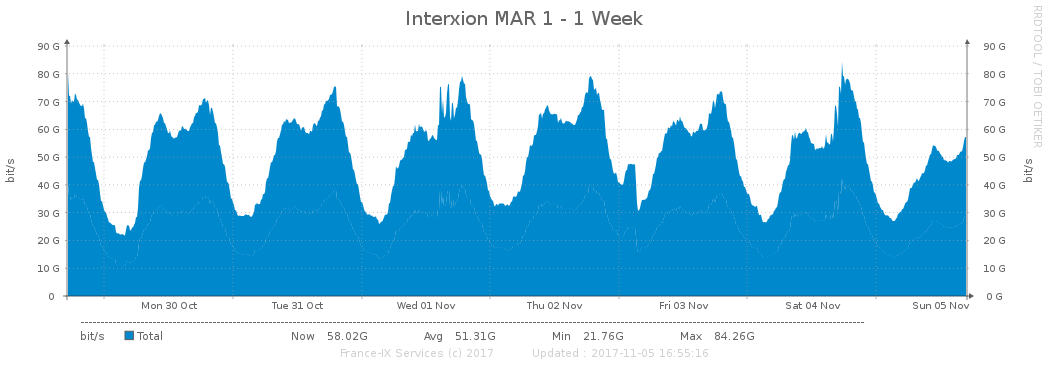 Interxion MAR 1 - 1 Week
RRDTOOL / TOBI OETIKER
90 G 90 G
80 G 80 G
70 G 70 G
60 G 60 G
50 G 50 G
40 G 40 G
30 G 30 G
20 G 20 G
10 G 10 G
0 0 G
bit/s
bit/s
Mon 30 Oct Tue 31 Oct Wed 01 Nov Thu 02 Nov Fri 03 Nov Sat 04 Nov Sun 05 Nov
bit/s Total Now 58.02G Avg 51.31G Min 21.76G Max 84.26G
France-IX Services (c) 2017 Updated : 2017-11-05 16:55:16